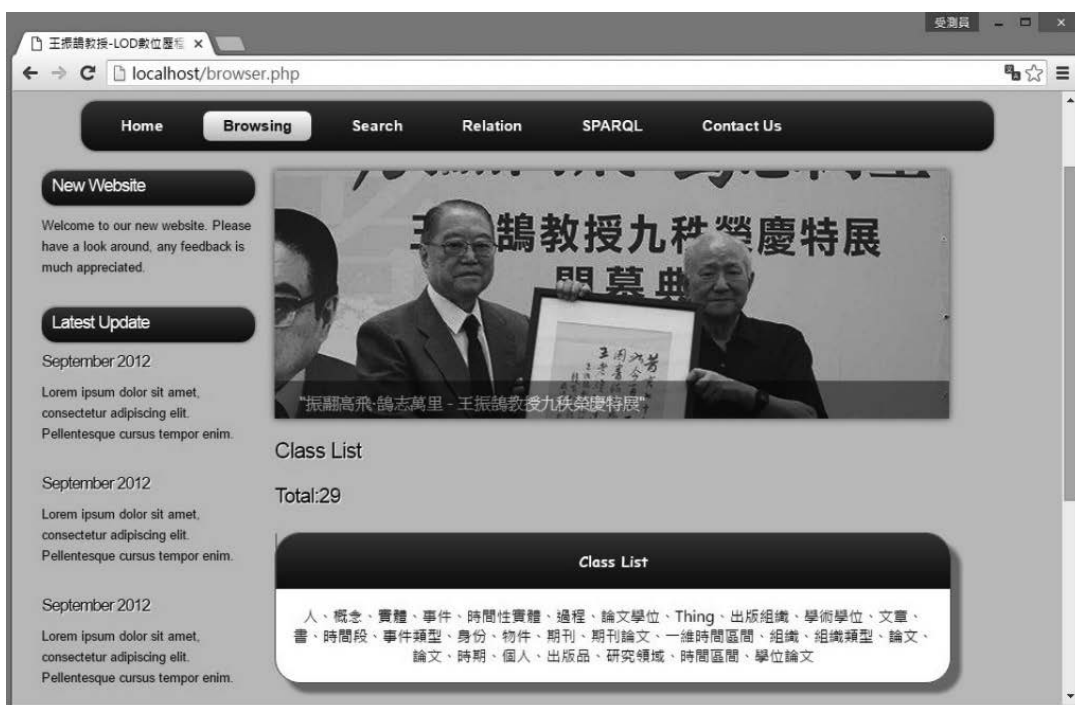 受測員
王振鵠教授-LOD數位歷程
localhost/browser.php
Home Browsing Search Relation SPARQL Contact Us
New Website
Welcome to our new website. Please
have a look around, any feedback is
much appreciated.
Latest Update
September 2012
Lorem ipsum dolor sit amet,
consectetur adipiscing elit.
Pellentesque cursus tempor enim.
September 2012
Lorem ipsum dolor sit amet,
consectetur adipiscing elit.
Pellentesque cursus tempor enim.
September 2012
Lorem ipsum dolor sit amet,
consectetur adipiscing elit.
Pellentesque cursus tempor enim.
王 鵠教授九秩榮慶特展
開幕典
"振翮高飛‧鵠志萬里 - 王振鵠教授九秩榮慶特展"
Class List
Total:29
Class List
人、概念、實體、事件、時間性實體、過程、論文學位、Thing、出版組織、學術學位、文章、
書、時間段、事件類型、身份、物件、期刊、期刊論文、一維時間區間、組織、組織類型、論文、
論文、時期、個人、出版品、研究領域、時間區間、學位論文